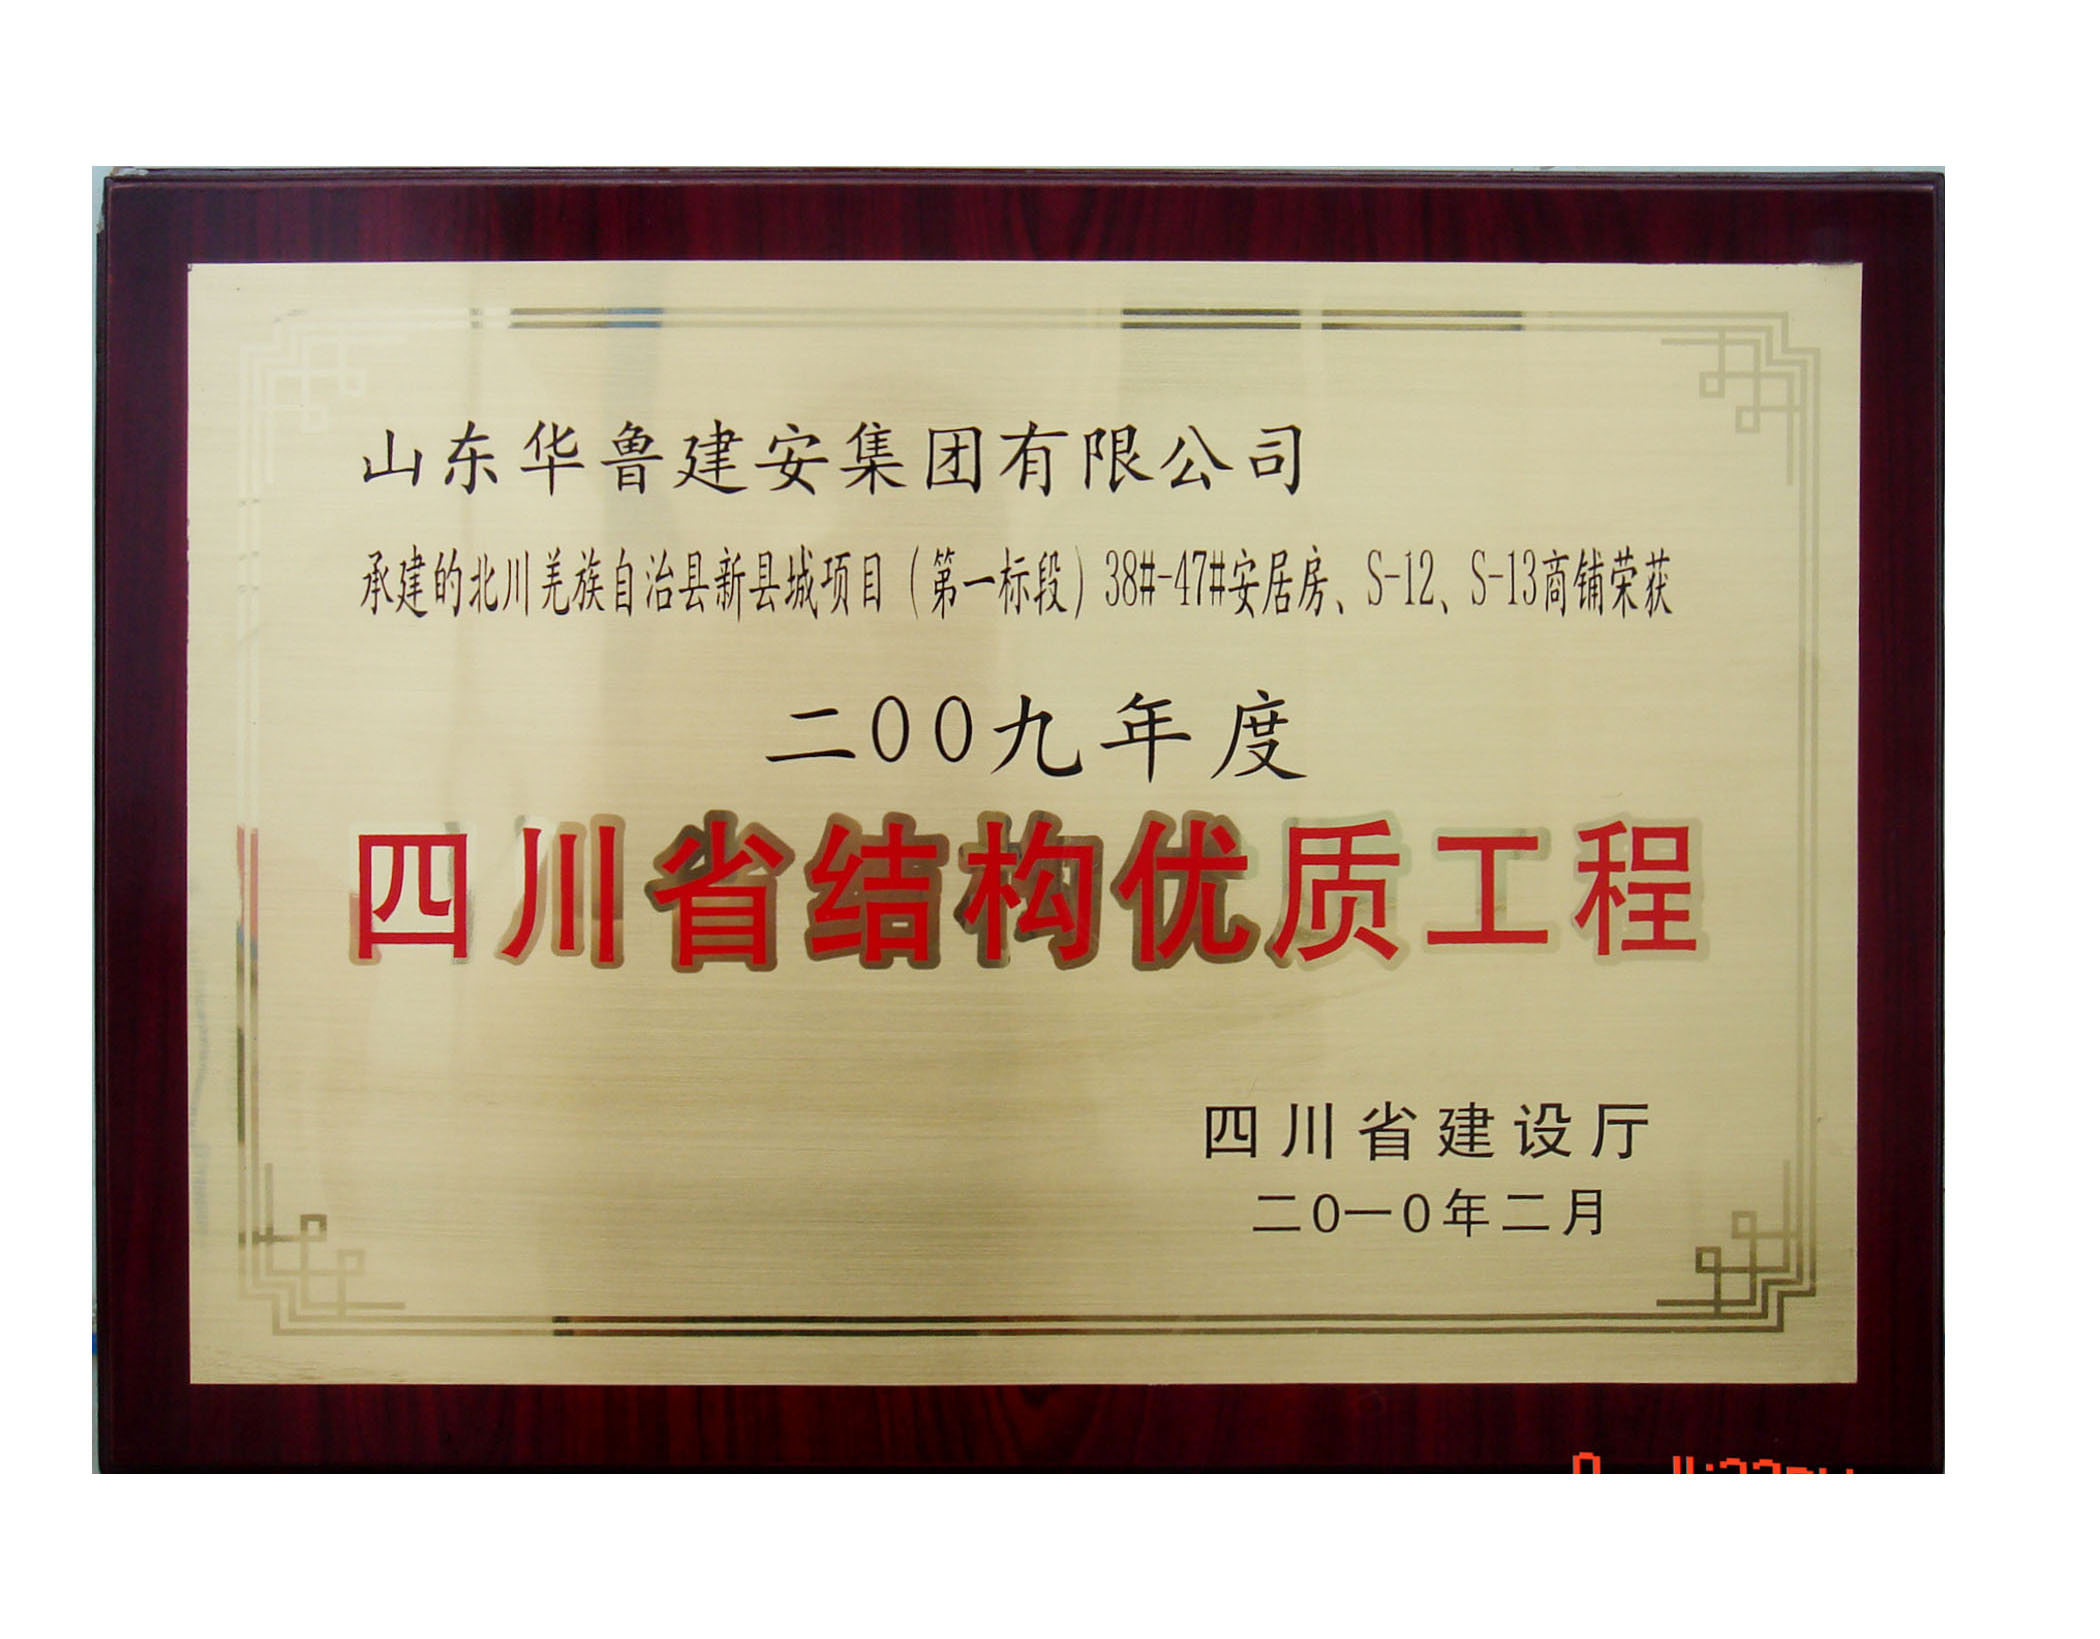 山东华鲁建安集团有限公司
承建的北川羌族自治县新县城项目（第一标段）38#-47#安居房、S-12、S-13商铺荣获
二00九年度
四川省结构优质工程
四川省建设厅
二0一0年二月